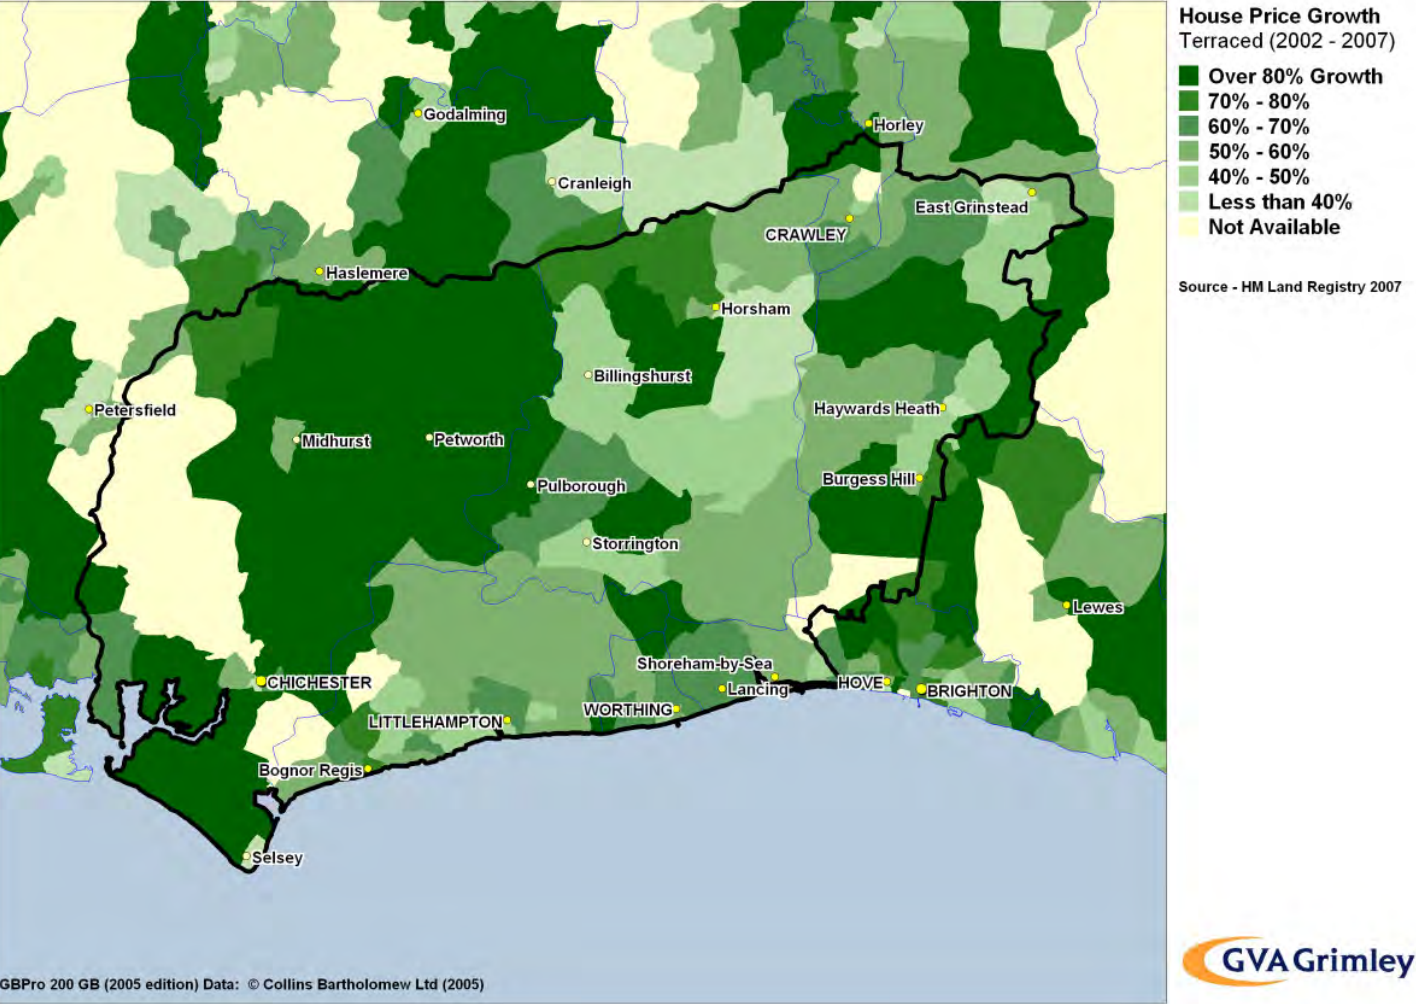 House Price Growth
Terraced (2002 - 2007)
Over 80% Growth
70% - 80%
60% - 70%
50% - 60%
40% - 50%
Less than 40%
Not Available
Source - HM Land Registry 2007
Godalming
Horley
Cranleigh
East Grinstead
CRAWLEY
Haslemere
Horsham
Billingshurst
Petersfield
Haywards Heath
Midhurst
Petworth
Burgess Hill
Pulborough
Storrington
Lewes
Shoreham-by-Sea
CHICHESTER
HOVE
Lancing
BRIGHTON
WORTHING
LITTLEHAMPTON
Bognor Regis
Selsey
GVA Grimley
GBPro 200 GB (2005 edition) Data: © Collins Bartholomew Ltd (2005)